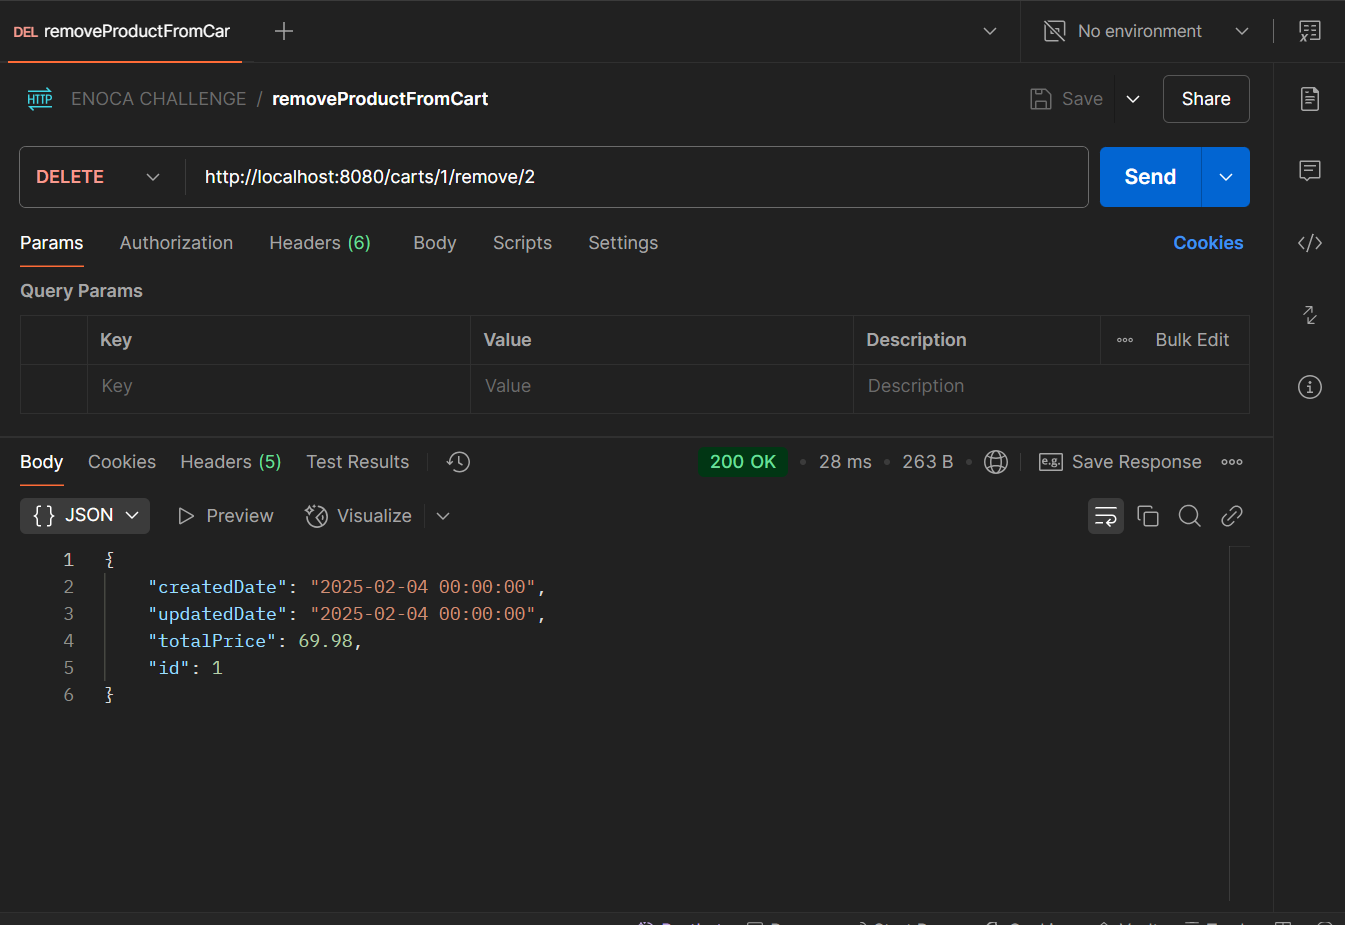 DEL removeProductFromCar
No environment
HTTP ENOCA CHALLENGE / removeProductFromCart
Save
Share
DELETE http://localhost:8080/carts/1/remove/2
Send
Params Authorization Headers (6) Body Scripts Settings
Cookies
Query Params
Key Value Description ••• Bulk Edit
Key Value Description
Body Cookies Headers (5) Test Results
200 OK • 28 ms • 263 B • e.g. Save Response
{ } JSON Preview Visualize
1 {
2 "createdDate": "2025-02-04 00:00:00",
3 "updatedDate": "2025-02-04 00:00:00",
4 "totalPrice": 69.98,
5 "id": 1
6 }